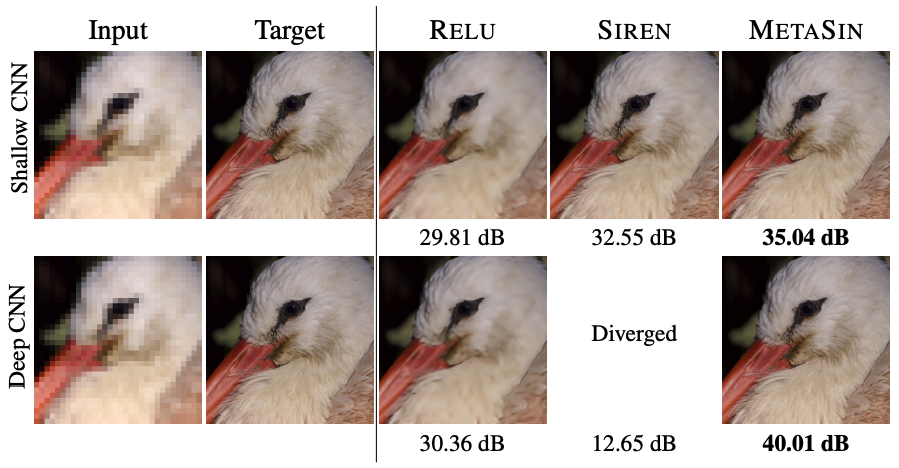 Input Target RELU SIREN METASIN
Shallow CNN
29.81 dB 32.55 dB 35.04 dB
Deep CNN
Diverged
30.36 dB 12.65 dB 40.01 dB